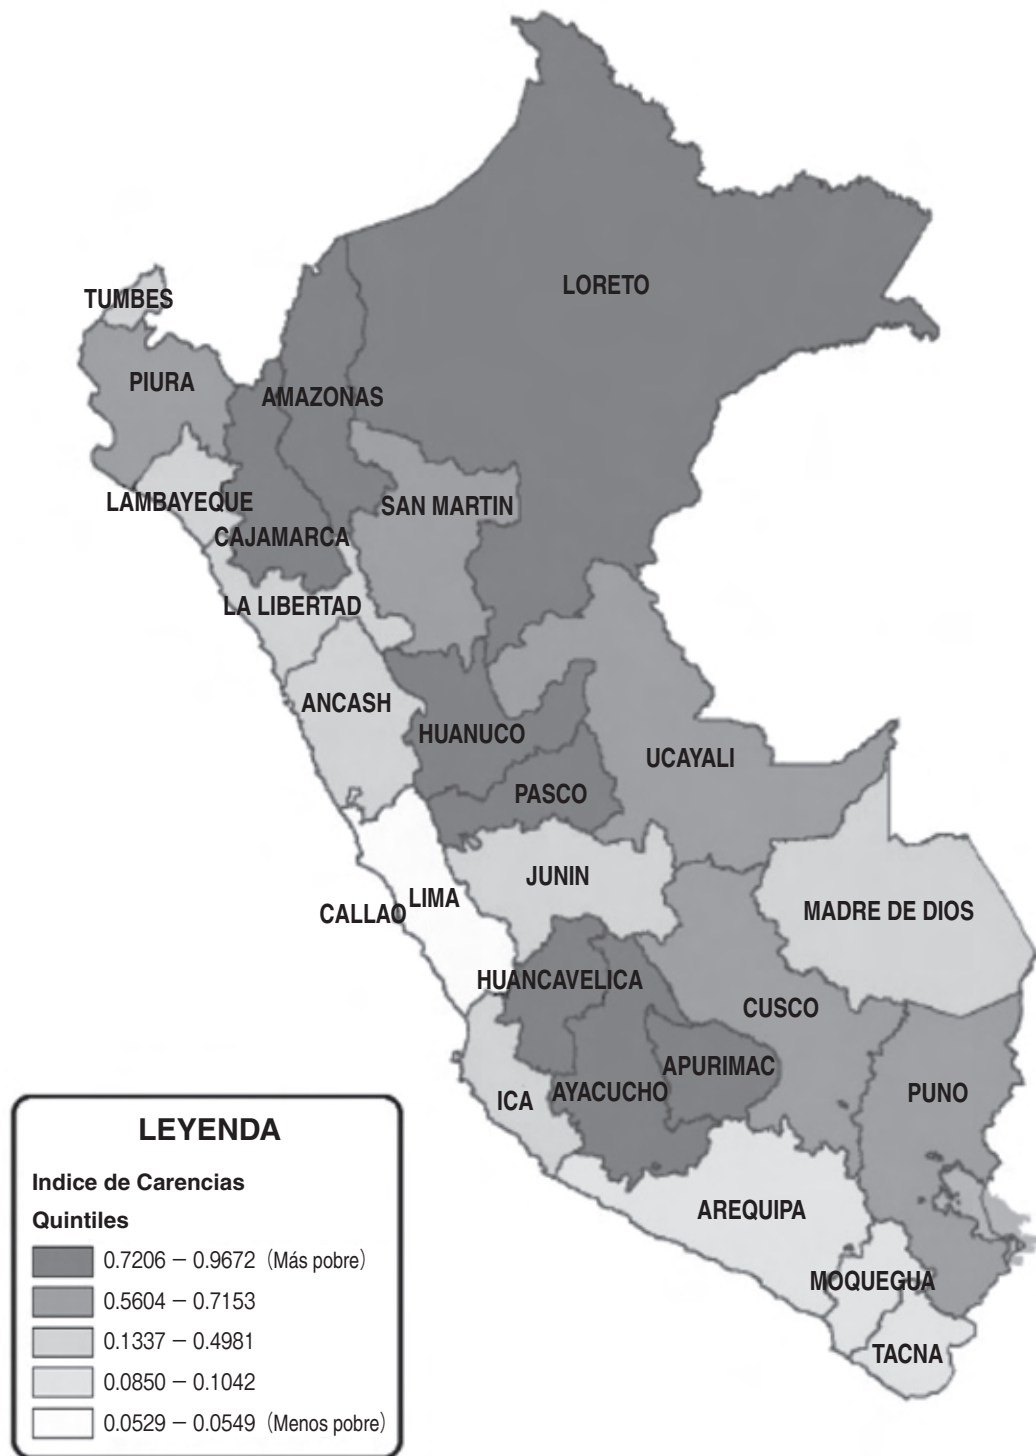 LORETO
TUMBES
PIURA
AMAZONAS
LAMBAYEQUE
SAN MARTIN
CAJAMARCA
LA LIBERTAD
ANCASH
HUANUCO
UCAYALI
PASCO
JUNIN
LIMA
CALLAO
MADRE DE DIOS
HUANCAVELICA
CUSCO
APURIMAC
AYACUCHO
ICA
PUNO
AREQUIPA
MOQUEGUA
TACNA
LEYENDA
Indice de Carencias
Quintiles
0.7206 – 0.9672 (Más pobre)
0.5604 – 0.7153
0.1337 – 0.4981
0.0850 – 0.1042
0.0529 – 0.0549 (Menos pobre)